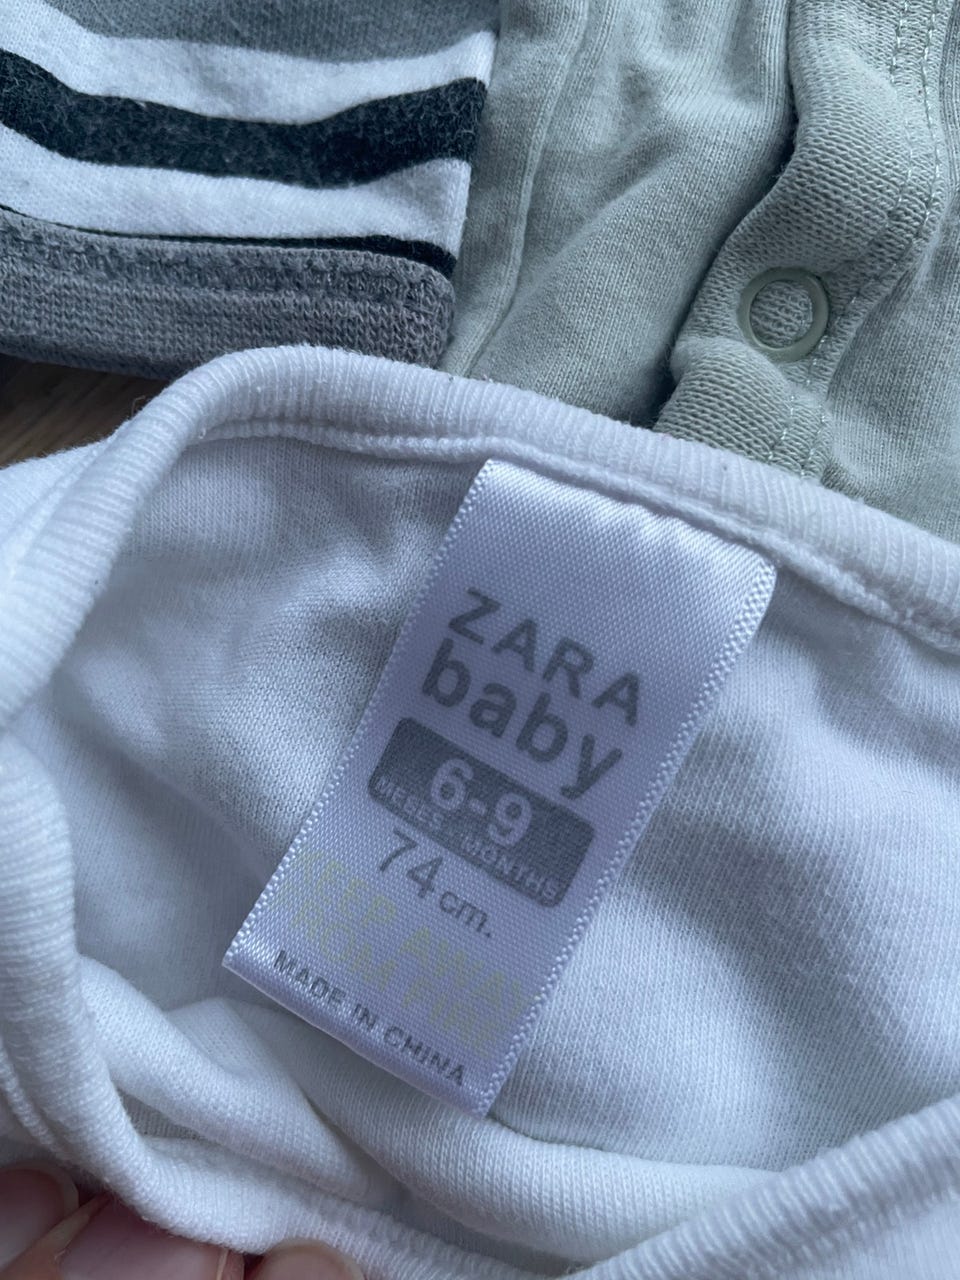 ZARA
baby
6-9
MESES MONTHS
74 cm.
KEEP AWAY
FROM FIRE
MADE IN CHINA